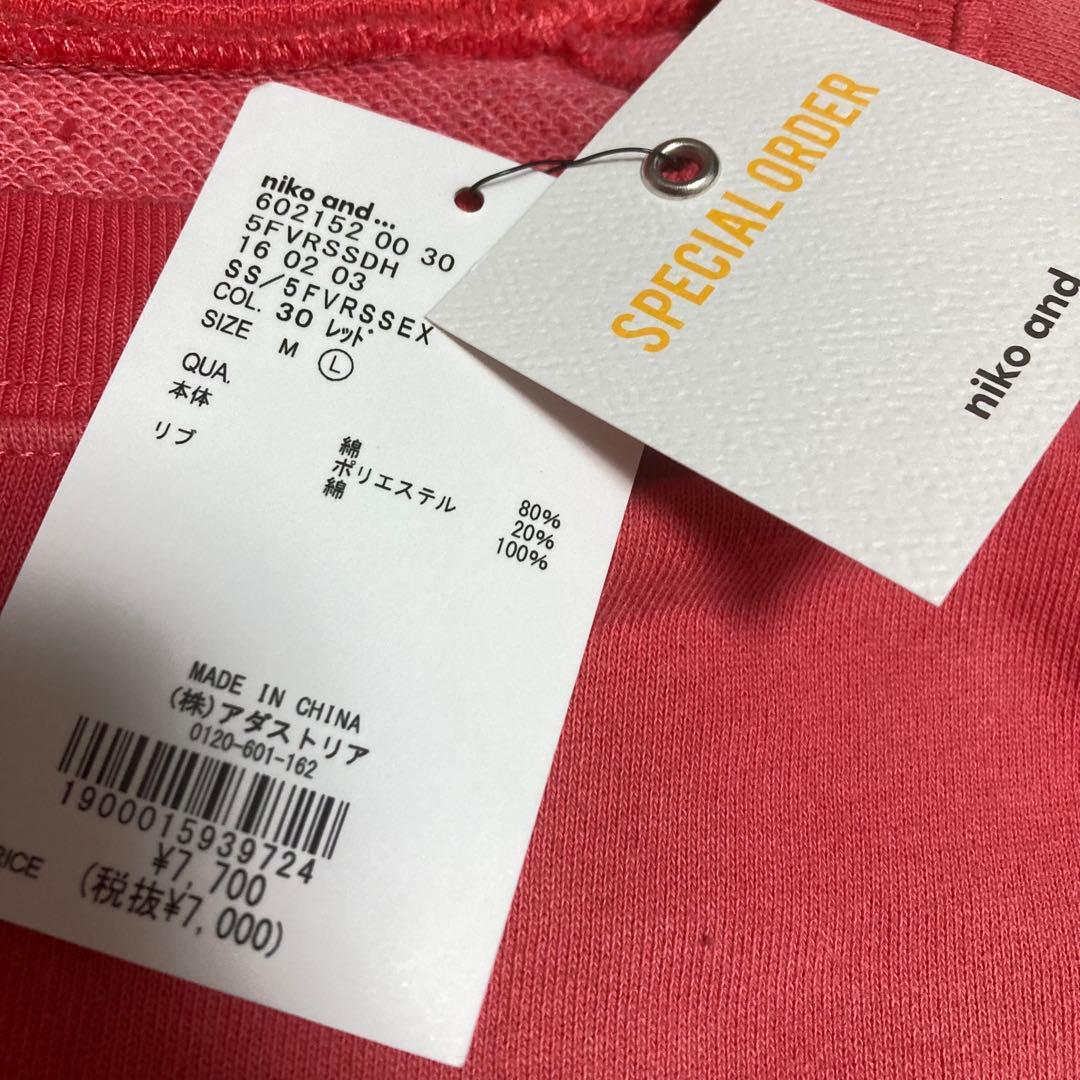 niko and...
602152 00 30
5FVRSSDH
16 02 03
SS/5FVRSSEX
COL. 30 ﾚｯﾄﾞ
SIZE M Ⓛ
QUA.
本体 綿 80%
ポリエステル 20%
リブ 綿 100%
MADE IN CHINA
(株)アダストリア
0120-601-162
1900015939724
RICE ¥7,700
(税抜¥7,000)
SPECIAL ORDER
niko and